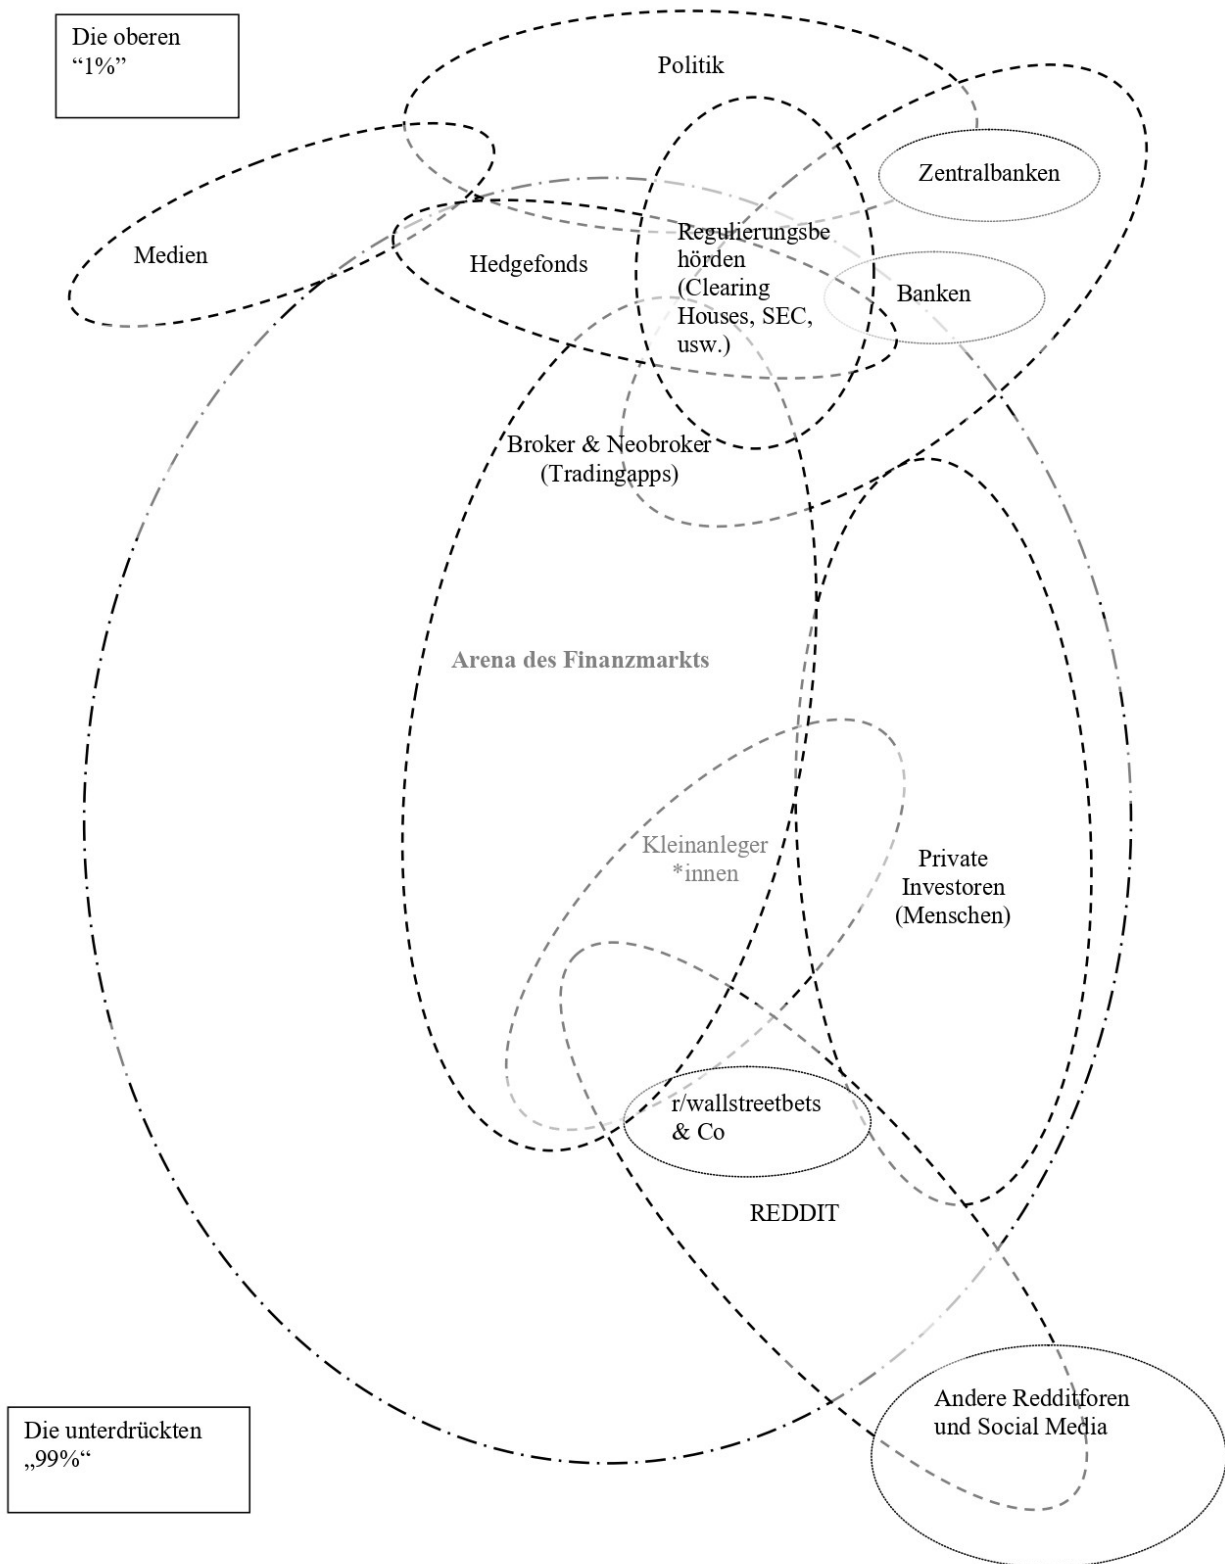 Die oberen
“1%”
Politik
Zentralbanken
Medien
Hedgefonds
Regulierungsbe
hörden
(Clearing
Houses, SEC,
usw.)
Banken
Broker & Neobroker
(Tradingapps)
Arena des Finanzmarkts
Kleinanleger
*innen
Private
Investoren
(Menschen)
r/wallstreetbets
& Co
REDDIT
Andere Redditforen
und Social Media
Die unterdrückten
„99%“